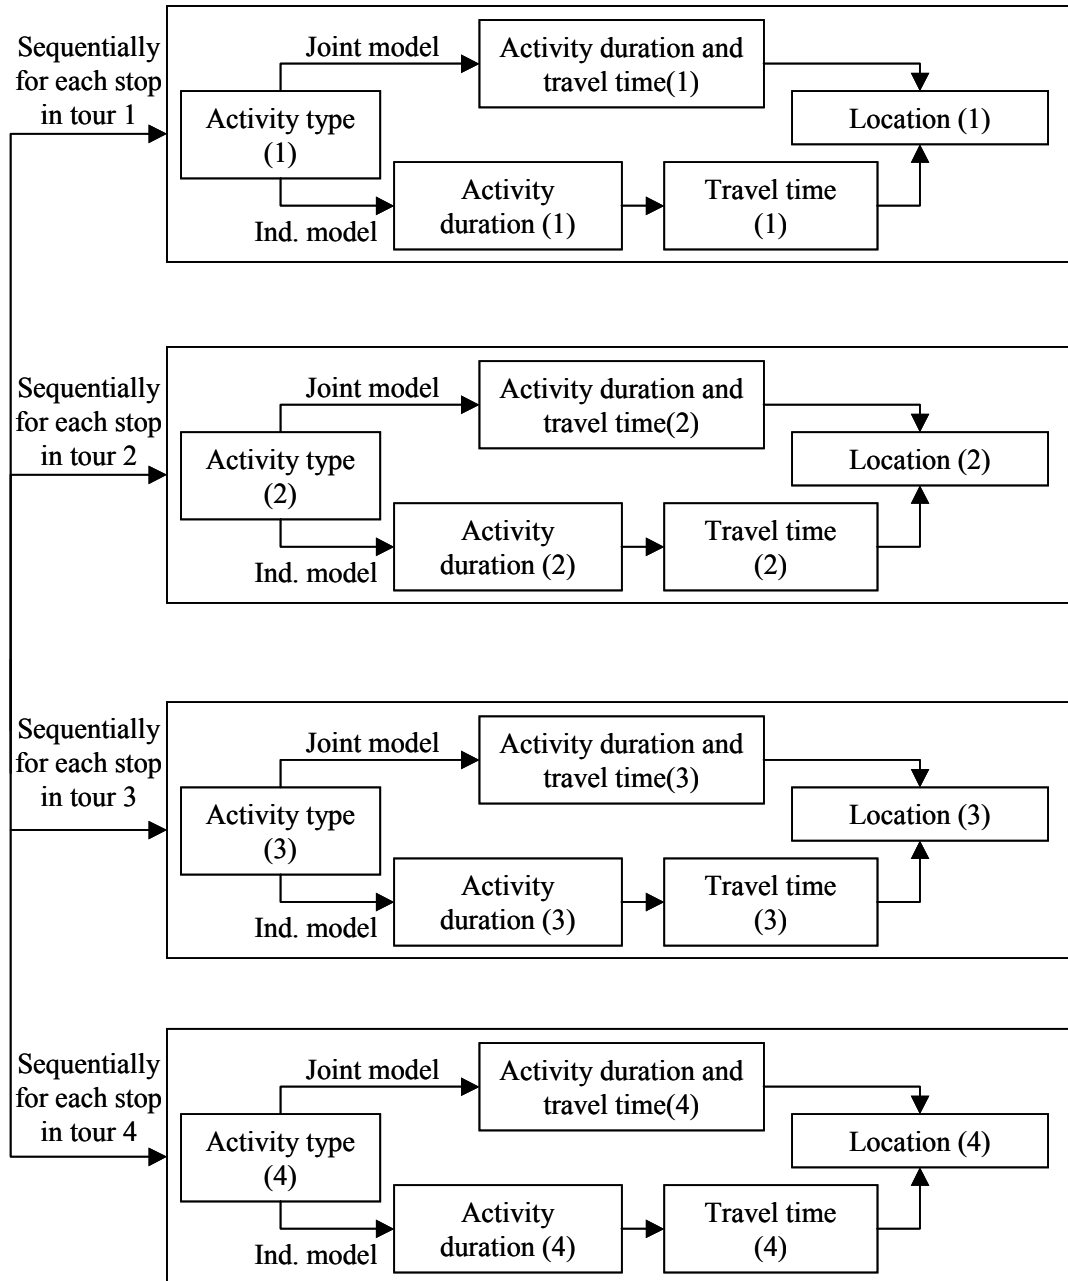 Sequentially
for each stop
in tour 1
Joint model
Activity duration and
travel time(1)
Activity type
(1)
Location (1)
Ind. model
Activity
duration (1)
Travel time
(1)
Sequentially
for each stop
in tour 2
Joint model
Activity duration and
travel time(2)
Activity type
(2)
Location (2)
Ind. model
Activity
duration (2)
Travel time
(2)
Sequentially
for each stop
in tour 3
Joint model
Activity duration and
travel time(3)
Activity type
(3)
Location (3)
Ind. model
Activity
duration (3)
Travel time
(3)
Sequentially
for each stop
in tour 4
Joint model
Activity duration and
travel time(4)
Activity type
(4)
Location (4)
Ind. model
Activity
duration (4)
Travel time
(4)